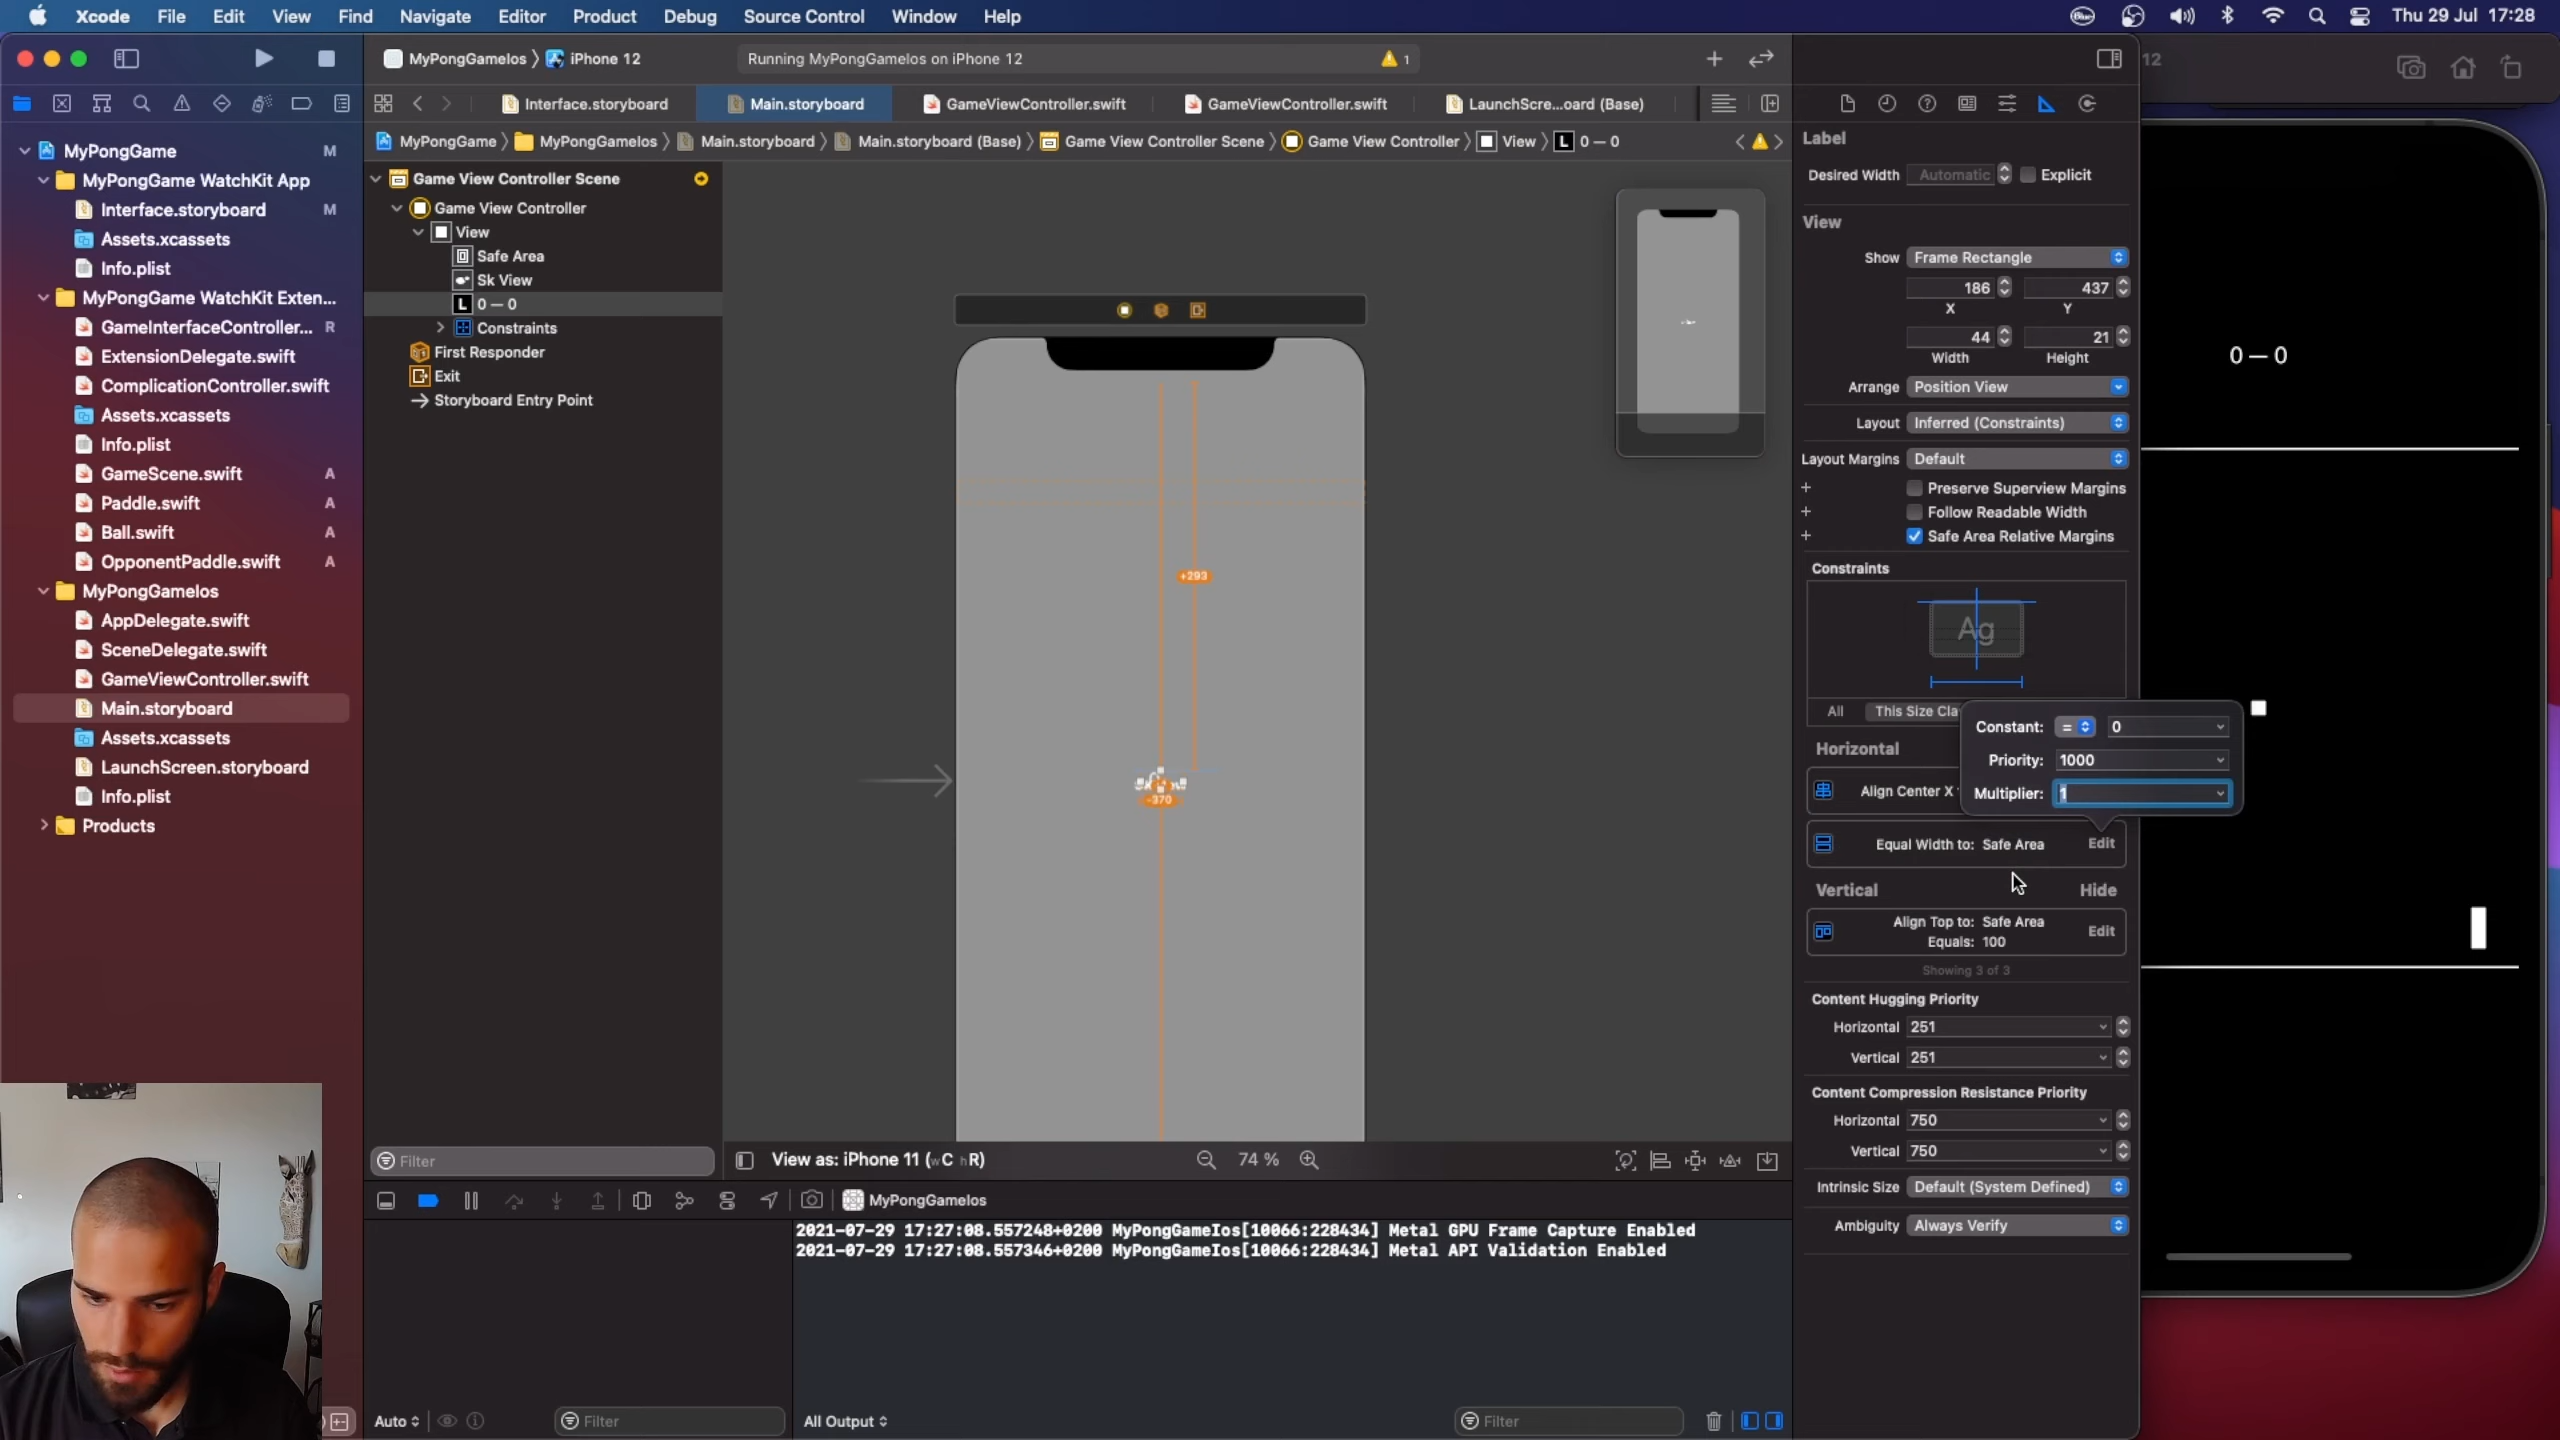 Xcode File Edit View Find Navigate Editor Product Debug Source Control Window Help
Thu 29 Jul 17:28
MyPongGameIos 〉 iPhone 12
Running MyPongGameIos on iPhone 12
1
12
Interface.storyboard
Main.storyboard
GameViewController.swift
GameViewController.swift
LaunchScre...oard (Base)
MyPongGame 〉 MyPongGameIos 〉 Main.storyboard 〉 Main.storyboard (Base) 〉 Game View Controller Scene 〉 Game View Controller 〉 View 〉 L 0 — 0
MyPongGame M
MyPongGame WatchKit App
Interface.storyboard M
Assets.xcassets
Info.plist
MyPongGame WatchKit Exten...
GameInterfaceController... R
ExtensionDelegate.swift
ComplicationController.swift
Assets.xcassets
Info.plist
GameScene.swift A
Paddle.swift A
Ball.swift A
OpponentPaddle.swift A
MyPongGameIos
AppDelegate.swift
SceneDelegate.swift
GameViewController.swift
Main.storyboard
Assets.xcassets
LaunchScreen.storyboard
Info.plist
Products
Game View Controller Scene
Game View Controller
View
Safe Area
Sk View
L 0 — 0
Constraints
First Responder
Exit
Storyboard Entry Point
Filter
+293
-370
View as: iPhone 11 (wC hR)
74 %
MyPongGameIos
2021-07-29 17:27:08.557248+0200 MyPongGameIos[10066:228434] Metal GPU Frame Capture Enabled
2021-07-29 17:27:08.557346+0200 MyPongGameIos[10066:228434] Metal API Validation Enabled
Auto
Filter
All Output
Filter
Label
Desired Width Automatic Explicit
View
Show Frame Rectangle
186 437
X Y
44 21
Width Height
Arrange Position View
Layout Inferred (Constraints)
Layout Margins Default
Preserve Superview Margins
Follow Readable Width
Safe Area Relative Margins
Constraints
Ag
All This Size Cla
Constant: = 0
Priority: 1000
Multiplier: 1
Horizontal
Align Center X
Equal Width to: Safe Area Edit
Vertical Hide
Align Top to: Safe Area
Equals: 100
Edit
Showing 3 of 3
Content Hugging Priority
Horizontal 251
Vertical 251
Content Compression Resistance Priority
Horizontal 750
Vertical 750
Intrinsic Size Default (System Defined)
Ambiguity Always Verify
0 — 0